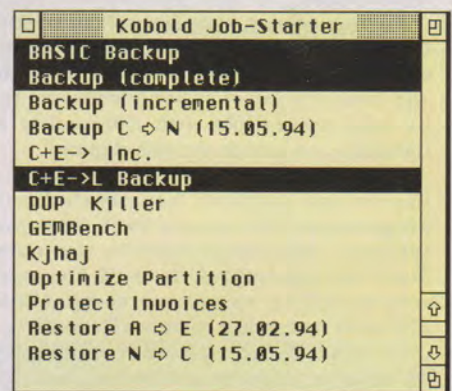 Kobold Job-Starter
BASIC Backup
Backup (complete)
Backup (incremental)
Backup C ⇨ N (15.05.94)
C+E-> Inc.
C+E->L Backup
DUP Killer
GEMBench
Kjhaj
Optimize Partition
Protect Invoices
Restore A ⇨ E (27.02.94)
Restore N ⇨ C (15.05.94)